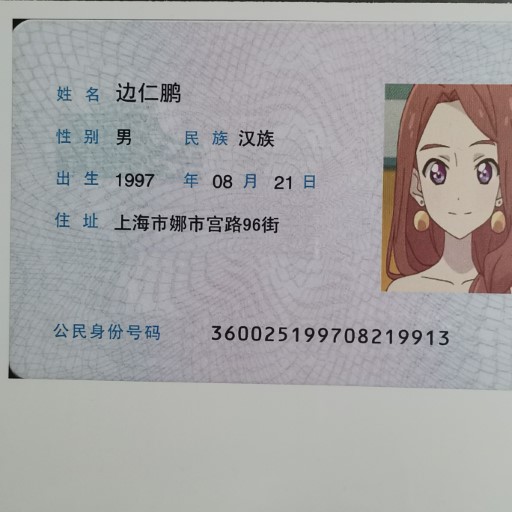 姓名 边仁鹏
性别 男 民族 汉族
出生 1997 年 08 月 21 日
住址 上海市娜市宫路96街
公民身份号码 360025199708219913